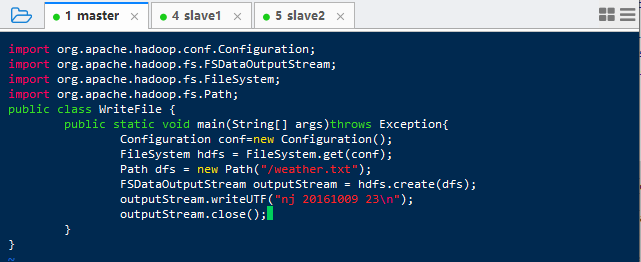 1 master × 4 slave1 × 5 slave2 ×
import org.apache.hadoop.conf.Configuration;
import org.apache.hadoop.fs.FSDataOutputStream;
import org.apache.hadoop.fs.FileSystem;
import org.apache.hadoop.fs.Path;
public class WriteFile {
        public static void main(String[] args)throws Exception{
                Configuration conf=new Configuration();
                FileSystem hdfs = FileSystem.get(conf);
                Path dfs = new Path("/weather.txt");
                FSDataOutputStream outputStream = hdfs.create(dfs);
                outputStream.writeUTF("nj 20161009 23\n");
                outputStream.close();
        }
}
~